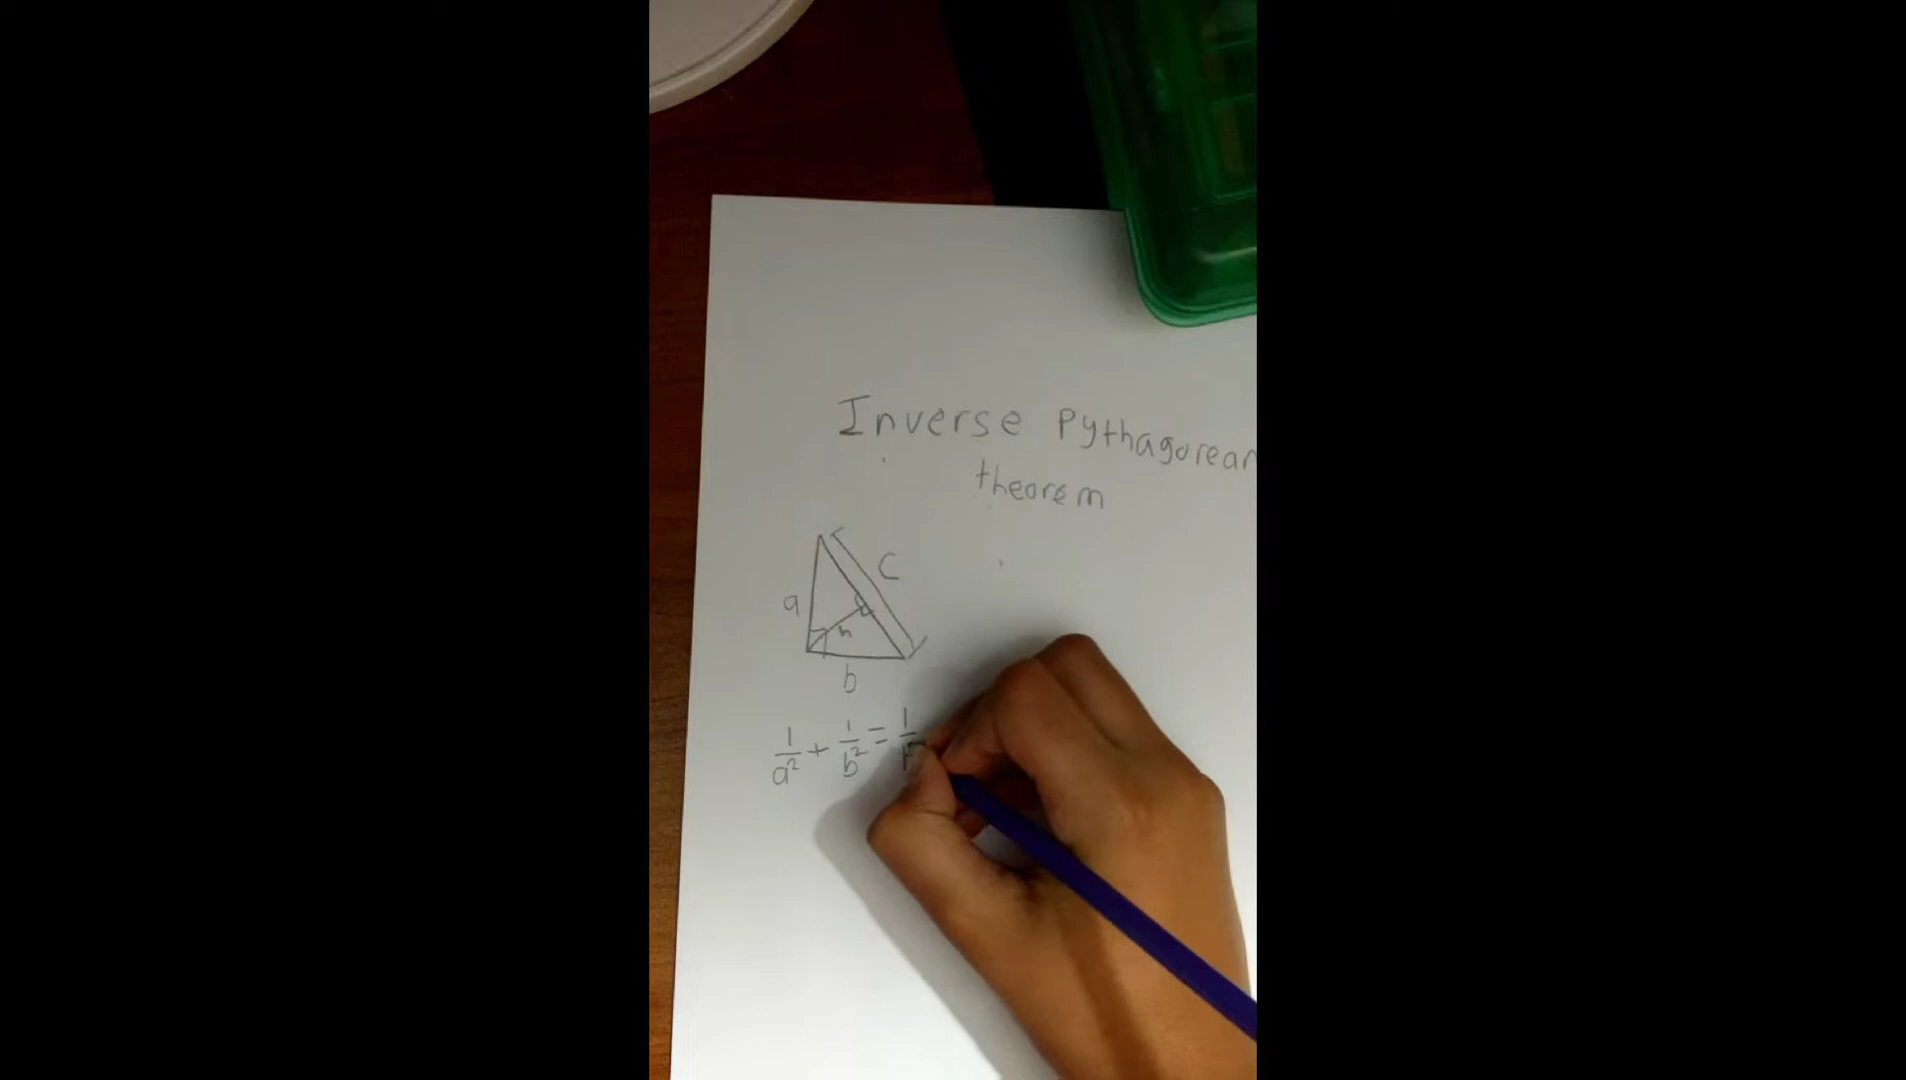 Inverse Pythagorean
theorem
C
a
h
b
1/a² + 1/b² = 1/